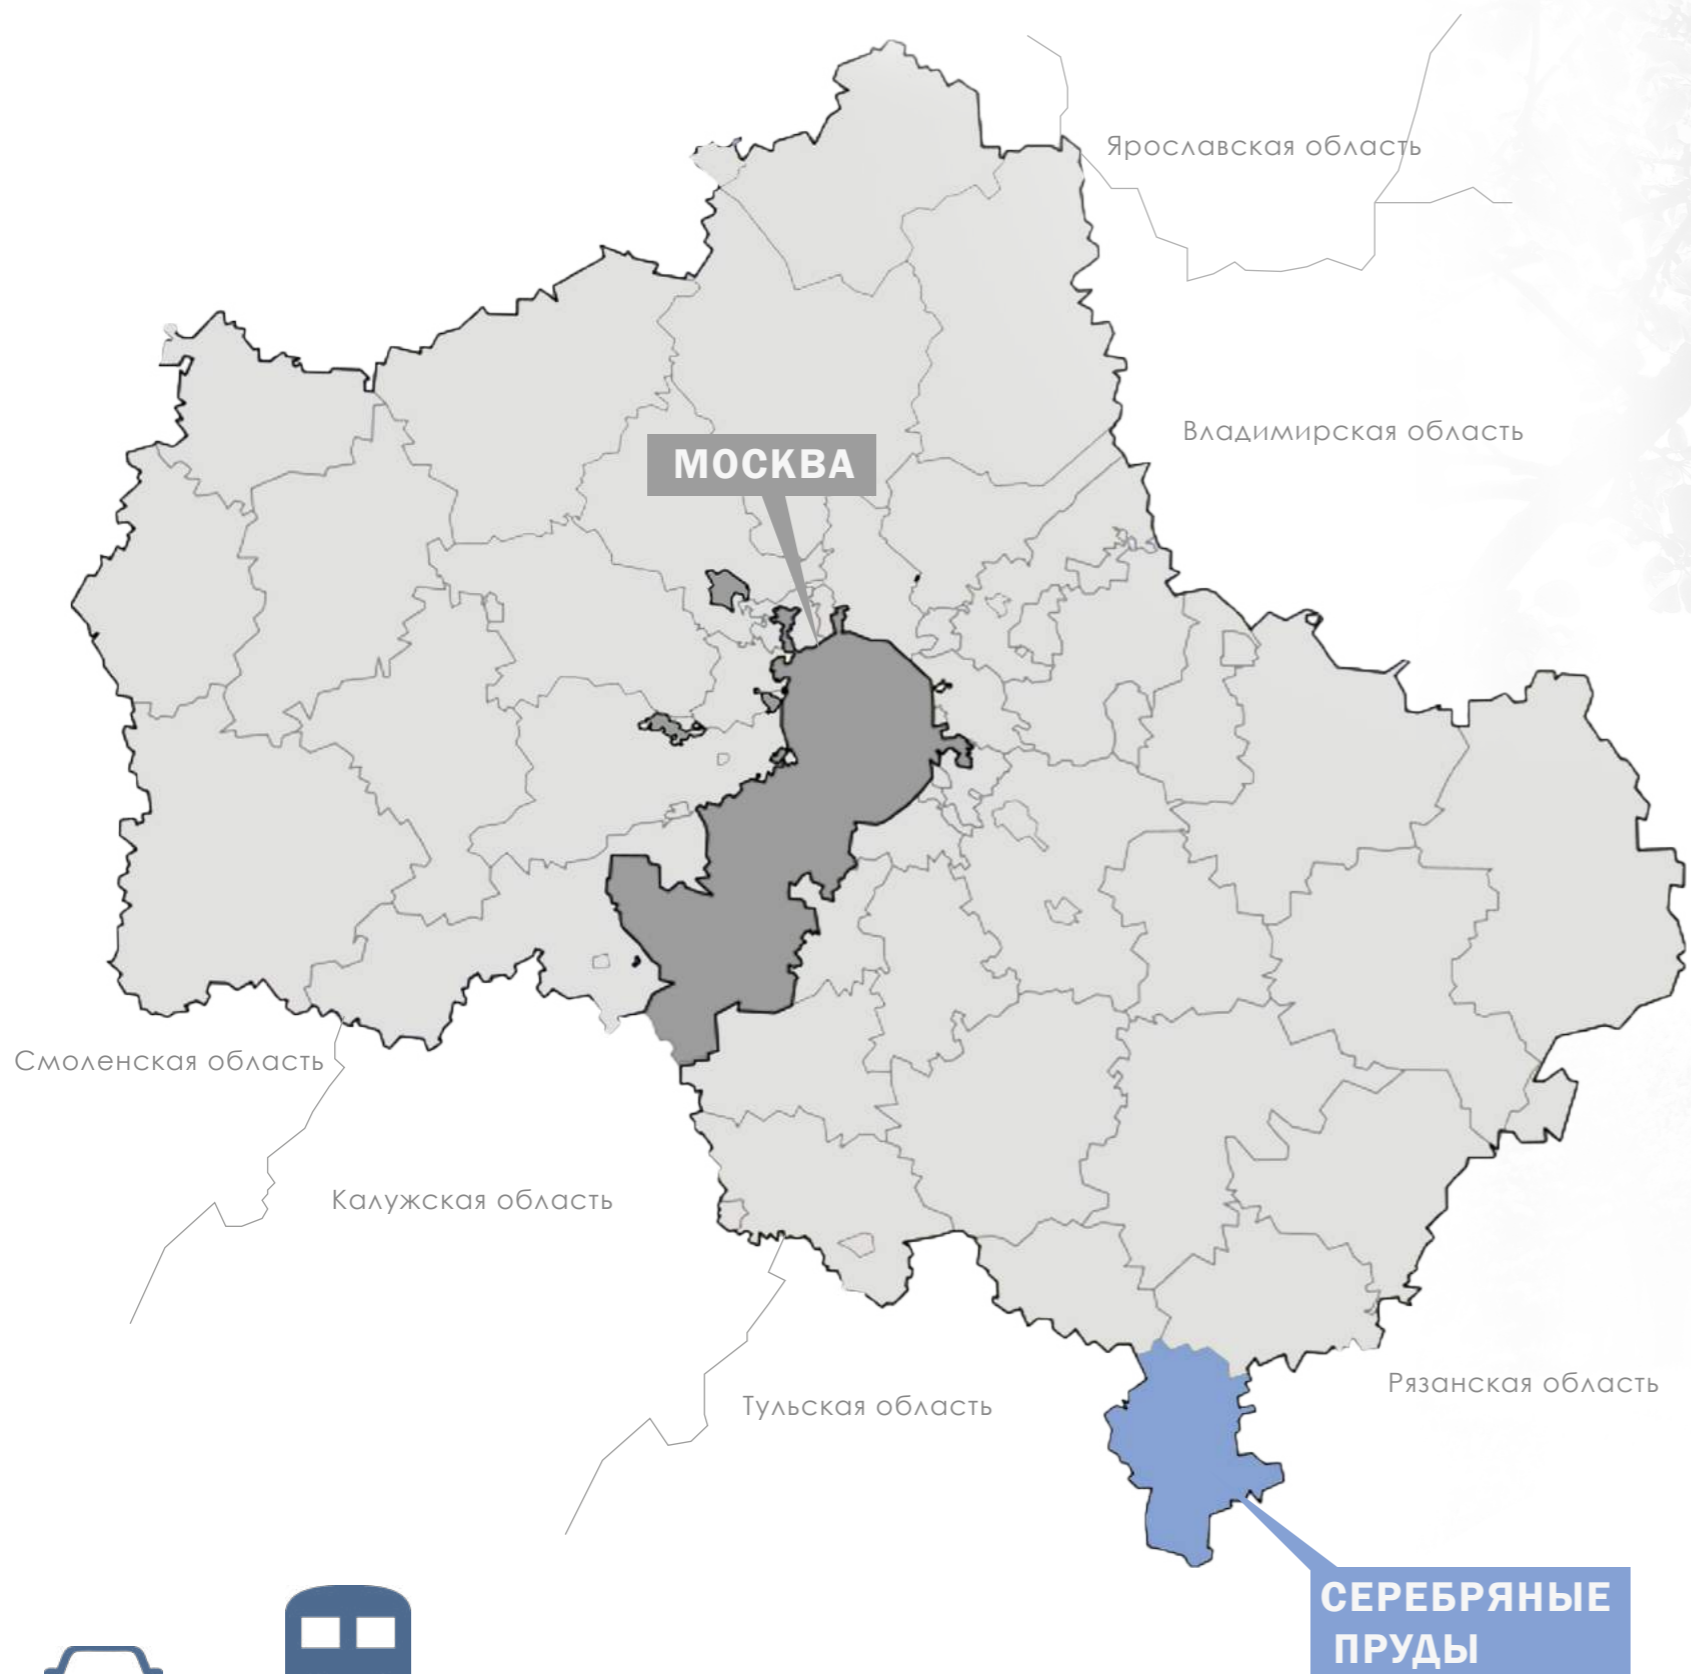 Ярославская область
Владимирская область
МОСКВА
Смоленская область
Калужская область
Рязанская область
Тульская область
СЕРЕБРЯНЫЕ
ПРУДЫ